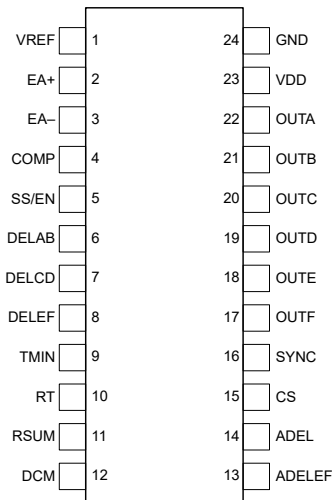 VREF 1 24 GND
EA+ 2 23 VDD
EA– 3 22 OUTA
COMP 4 21 OUTB
SS/EN 5 20 OUTC
DELAB 6 19 OUTD
DELCD 7 18 OUTE
DELEF 8 17 OUTF
TMIN 9 16 SYNC
RT 10 15 CS
RSUM 11 14 ADEL
DCM 12 13 ADELEF